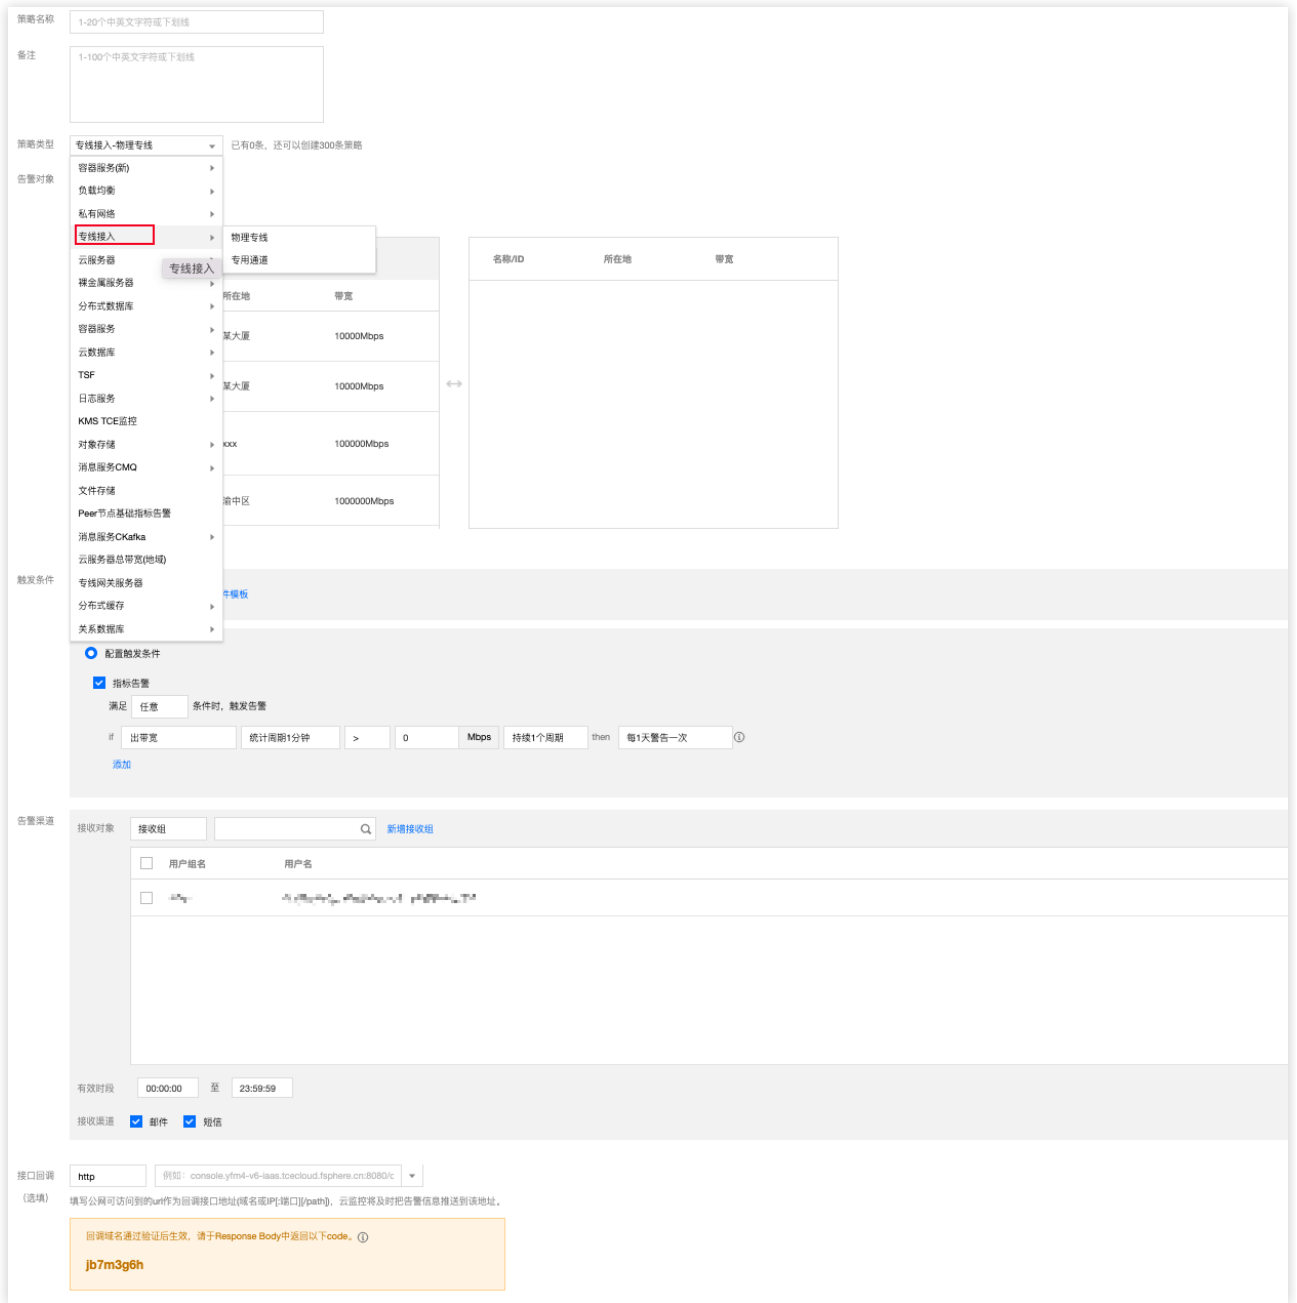 策略名称
1-20个中英文字符或下划线
备注
1-100个中英文字符或下划线
策略类型
专线接入-物理专线
已有0条，还可以创建300条策略
告警对象
容器服务(新)
负载均衡
私有网络
专线接入
物理专线
云服务器
专用通道
专线接入
裸金属服务器
分布式数据库
容器服务
云数据库
TSF
日志服务
KMS TCE监控
对象存储
消息服务CMQ
文件存储
Peer节点基础指标告警
消息服务CKafka
云服务器总带宽(地域)
专线网关服务器
分布式缓存
关系数据库
所在地 带宽
某大厦 10000Mbps
某大厦 10000Mbps
xxx 100000Mbps
渝中区 1000000Mbps
名称/ID 所在地 带宽
触发条件
件模板
配置触发条件
指标告警
满足 任意 条件时，触发告警
if 出带宽 统计周期1分钟 > 0 Mbps 持续1个周期 then 每1天警告一次
添加
告警渠道
接收对象 接收组 新增接收组
用户组名 用户名
有效时段 00:00:00 至 23:59:59
接收渠道 邮件 短信
接口回调
（选填）
http
例如：console.yfm4-v6-iaas.tcecloud.fsphere.cn:8080/c
填写公网可访问到的url作为回调接口地址(域名或IP[:端口][/path])，云监控将及时把告警信息推送到该地址。
回调域名通过验证后生效，请于Response Body中返回以下code。
jb7m3g6h